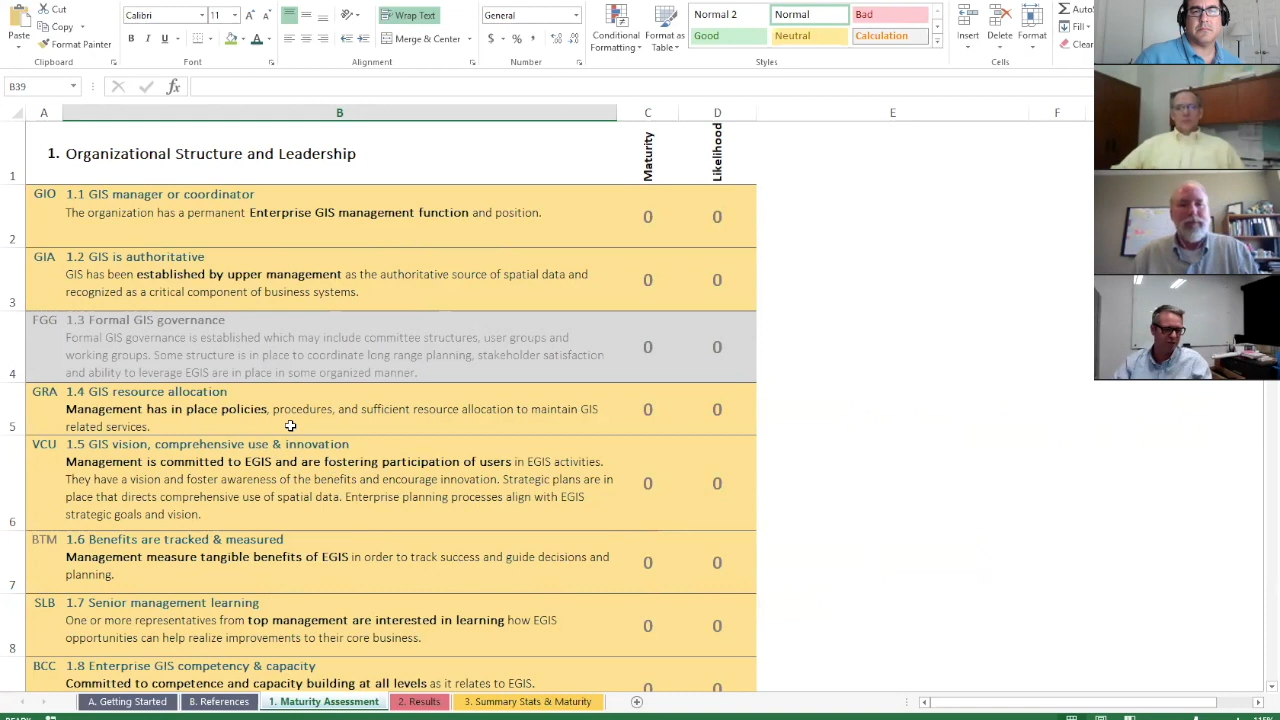 Cut
Calibri 11
Wrap Text
General
Normal 2 Normal Bad
Auto
Copy
Fill
Paste
Format Painter
B I U
Merge & Center
$ % ,
Conditional Formatting
Format as Table
Good Neutral Calculation
Insert Delete Format
Clea
Clipboard Font Alignment Number Styles Cells
B39
fx
A B C D E F
1. Organizational Structure and Leadership
Maturity
Likelihood
1
GIO 1.1 GIS manager or coordinator
The organization has a permanent Enterprise GIS management function and position.
0 0
2
GIA 1.2 GIS is authoritative
GIS has been established by upper management as the authoritative source of spatial data and
recognized as a critical component of business systems.
0 0
3
FGG 1.3 Formal GIS governance
Formal GIS governance is established which may include committee structures, user groups and
working groups. Some structure is in place to coordinate long range planning, stakeholder satisfaction
and ability to leverage EGIS are in place in some organized manner.
0 0
4
GRA 1.4 GIS resource allocation
Management has in place policies, procedures, and sufficient resource allocation to maintain GIS
related services.
0 0
5
VCU 1.5 GIS vision, comprehensive use & innovation
Management is committed to EGIS and are fostering participation of users in EGIS activities.
They have a vision and foster awareness of the benefits and encourage innovation. Strategic plans are in
place that directs comprehensive use of spatial data. Enterprise planning processes align with EGIS
strategic goals and vision.
0 0
6
BTM 1.6 Benefits are tracked & measured
Management measure tangible benefits of EGIS in order to track success and guide decisions and
planning.
0 0
7
SLB 1.7 Senior management learning
One or more representatives from top management are interested in learning how EGIS
opportunities can help realize improvements to their core business.
0 0
8
BCC 1.8 Enterprise GIS competency & capacity
Committed to competence and capacity building at all levels as it relates to EGIS.
0 0
A. Getting Started B. References 1. Maturity Assessment 2. Results 3. Summary Stats & Maturity